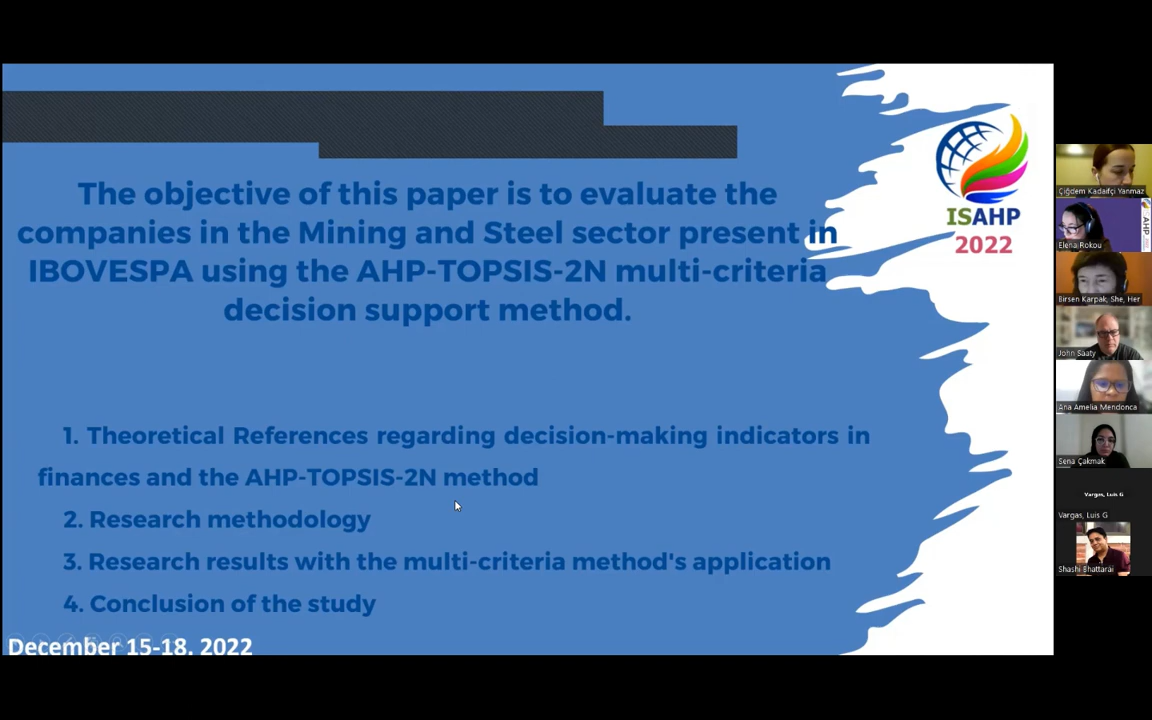 The objective of this paper is to evaluate the
companies in the Mining and Steel sector present in
IBOVESPA using the AHP-TOPSIS-2N multi-criteria
decision support method.
1. Theoretical References regarding decision-making indicators in
finances and the AHP-TOPSIS-2N method
2. Research methodology
3. Research results with the multi-criteria method's application
4. Conclusion of the study
December 15-18, 2022
ISAHP
2022
Çiğdem Kadaifçi Yanmaz
Elena Rokou
AHP
Birsen Karpak, She, Her
John Saaty
Ana Amelia Mendonca
Sena Çakmak
Vargas, Luis G
Vargas, Luis G
Shashi Bhattarai